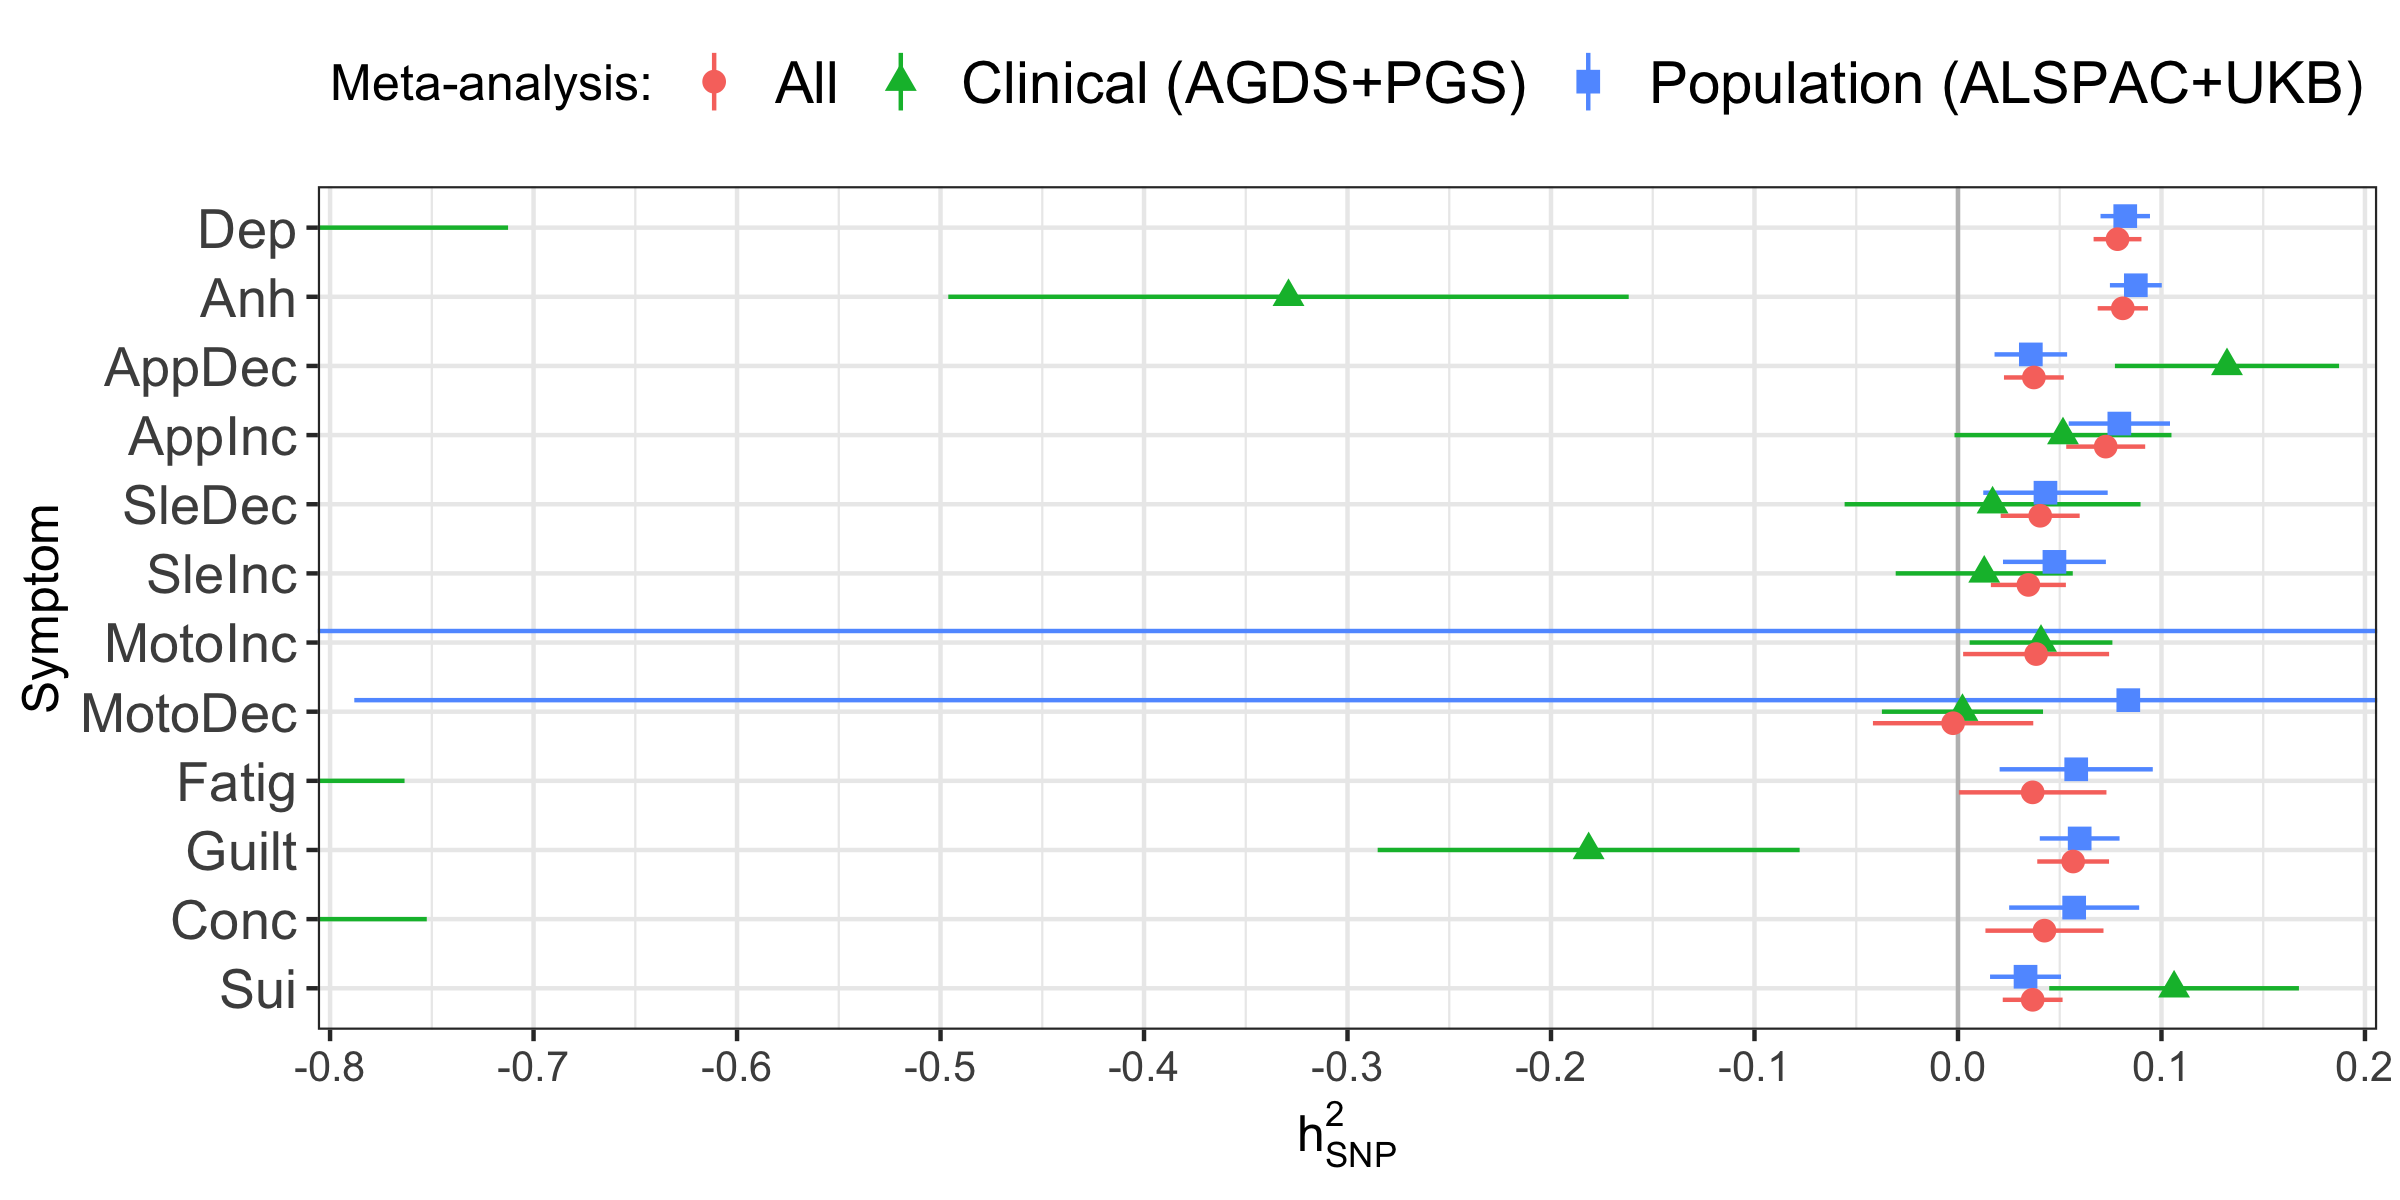 Meta-analysis: All Clinical (AGDS+PGS) Population (ALSPAC+UKB)
Symptom
Dep
Anh
AppDec
AppInc
SleDec
SleInc
MotoInc
MotoDec
Fatig
Guilt
Conc
Sui
-0.8 -0.7 -0.6 -0.5 -0.4 -0.3 -0.2 -0.1 0.0 0.1 0.2
h²SNP